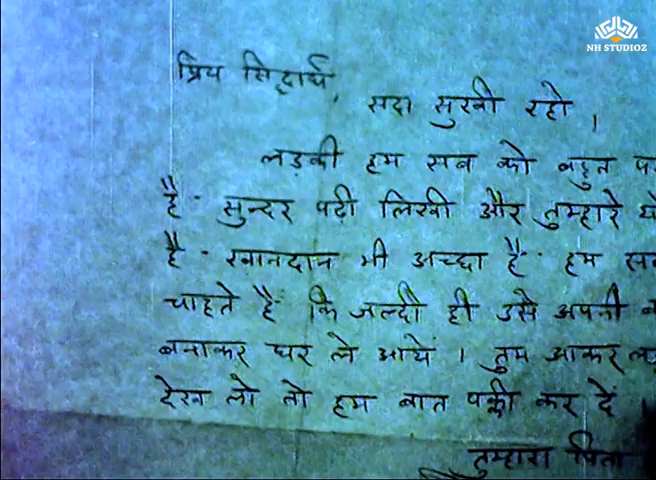 NH STUDIOZ
प्रिय सिद्धार्थ,
सदा सुखी रहो,
लड़की हम सब को बहुत
है - सुन्दर पढ़ी लिखी और तुम्हारे
है - खानदान भी अच्छा है - हम
चाहते हैं कि जल्दी ही उसे अपनी
बनाकर घर ले आयें । तुम आकर
देख लो तो हम बात पक्की कर दें
तुम्हारा पिता